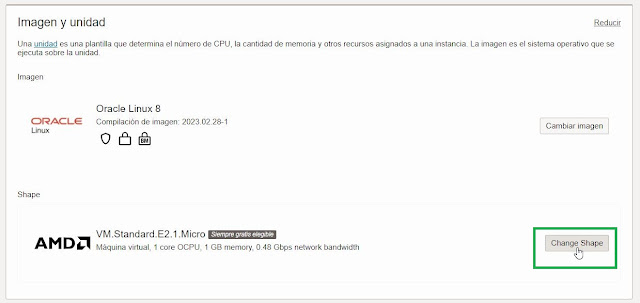 Imagen y unidad
Reducir
Una unidad es una plantilla que determina el número de CPU, la cantidad de memoria y otros recursos asignados a una instancia. La imagen es el sistema operativo que se
ejecuta sobre la unidad.
Imagen
ORACLE
Linux
Oracle Linux 8
Compilación de imagen: 2023.02.28-1
BM
Cambiar imagen
Shape
AMD
VM.Standard.E2.1.Micro Siempre gratis elegible
Máquina virtual, 1 core OCPU, 1 GB memory, 0.48 Gbps network bandwidth
Change Shape